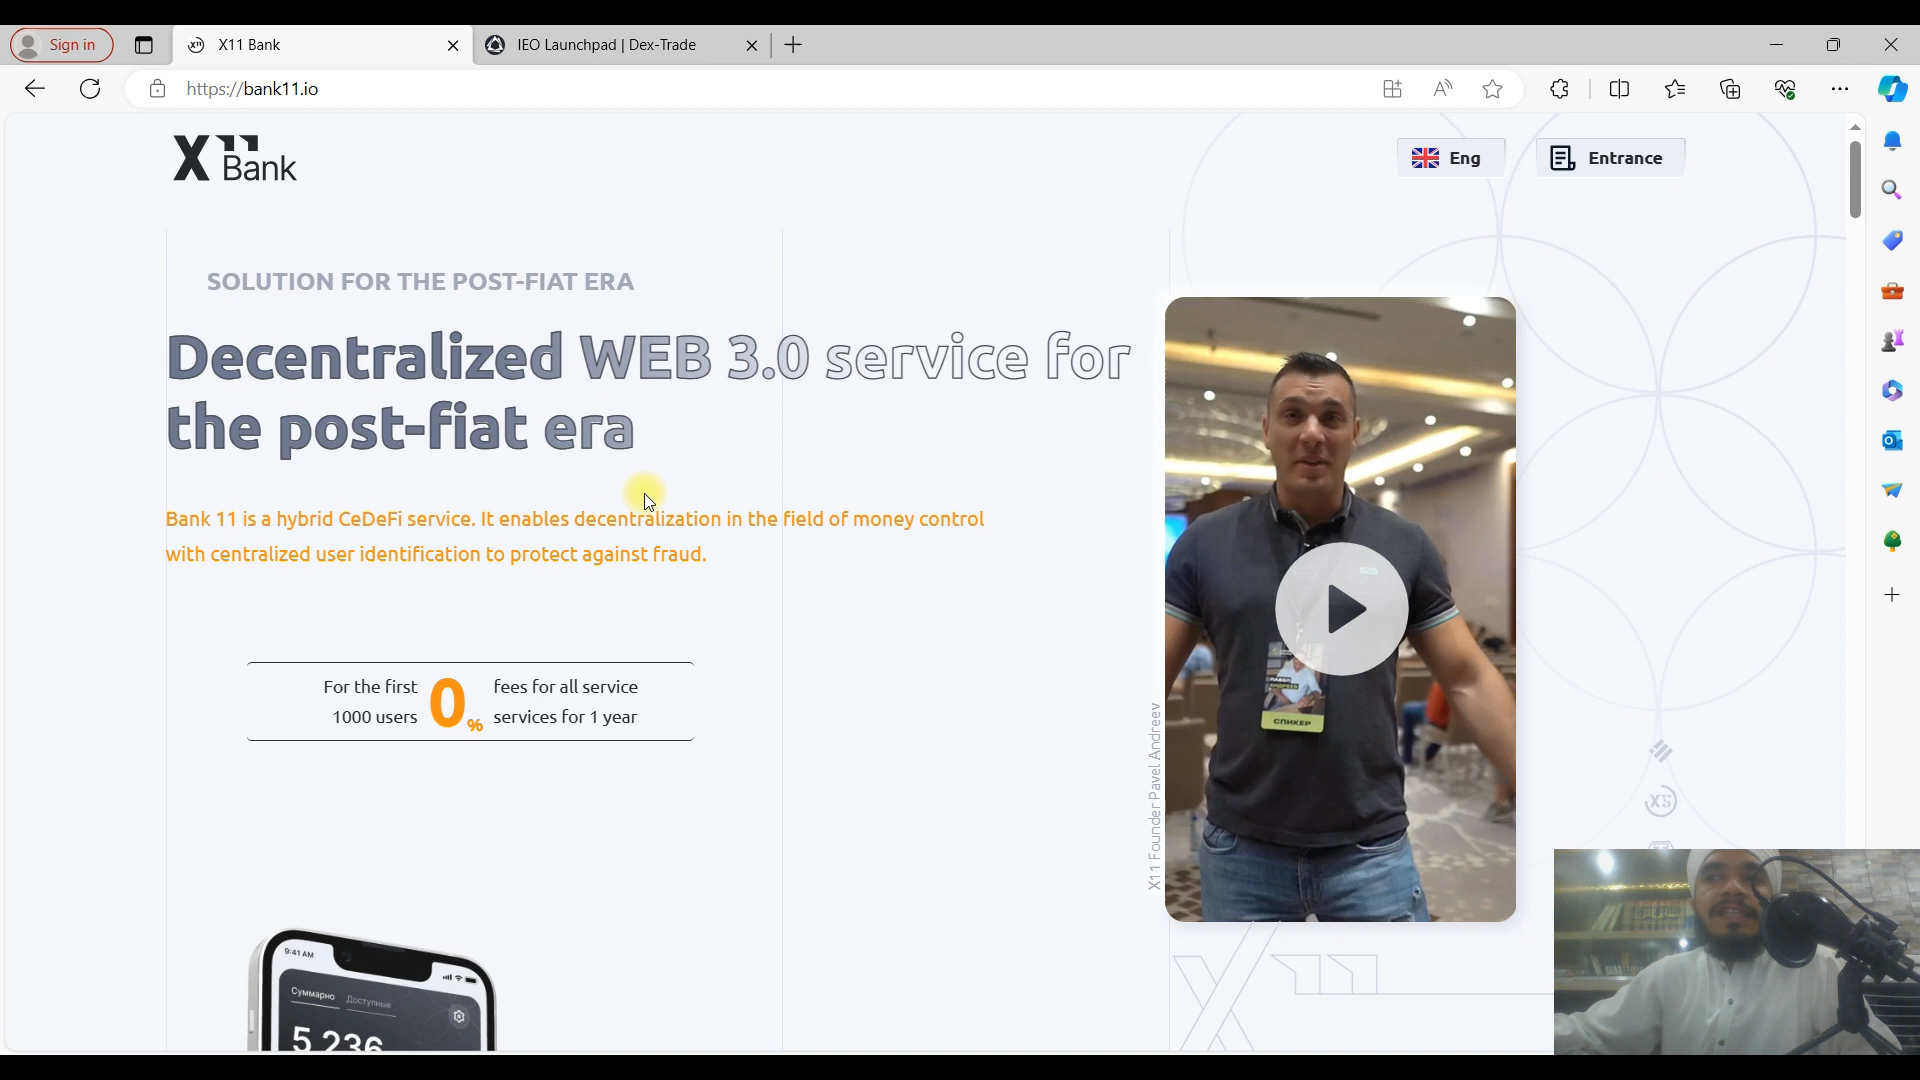 Sign in
X11 Bank
IEO Launchpad | Dex-Trade
https://bank11.io
X11
Bank
Eng
Entrance
SOLUTION FOR THE POST-FIAT ERA
Decentralized WEB 3.0 service for
the post-fiat era
Bank 11 is a hybrid CeDeFi service. It enables decentralization in the field of money control
with centralized user identification to protect against fraud.
For the first
1000 users
0%
fees for all service
services for 1 year
X11 Founder Pavel Andreev
ПАВЕЛ
АНДРЕЕВ
СПИКЕР
9:41 AM
Суммарно
Доступные
5 236